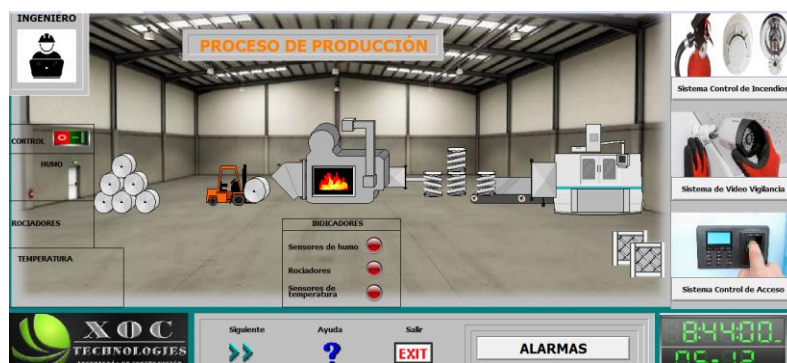 INGENIERO
PROCESO DE PRODUCCIÓN
Sistema Control de Incendios
CONTROL
HUMO
Sistema de Video Vigilancia
ROCIADORES
INDICADORES
Sensores de humo
TEMPERATURA
Rociadores
Sensores de
temperatura
Sistema Control de Acceso
XOC
TECHNOLOGIES
Siguiente
Ayuda
Salir
?
EXIT
ALARMAS
8:44:00